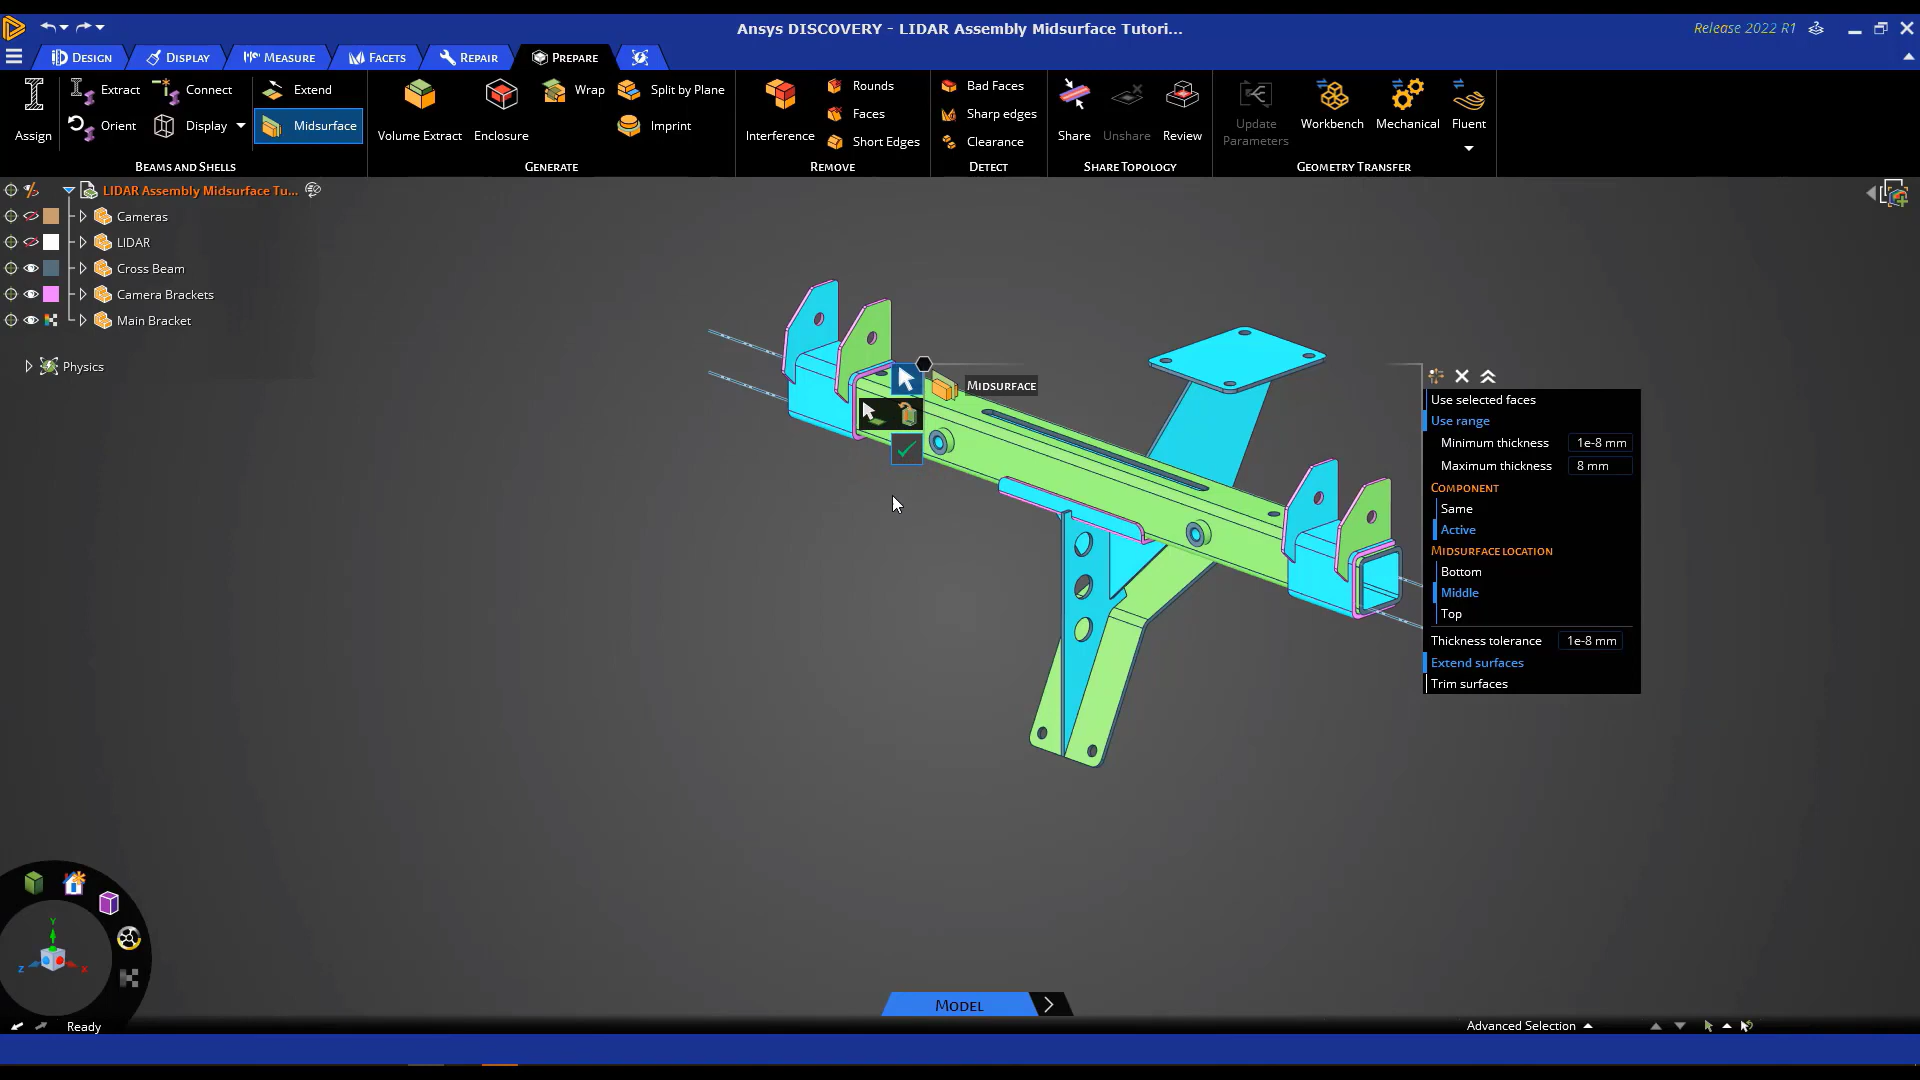 Ansys DISCOVERY - LIDAR Assembly Midsurface Tutori...
Release 2022 R1
DESIGN
DISPLAY
MEASURE
FACETS
REPAIR
PREPARE
Assign
Extract
Connect
Orient
Display
Extend
Midsurface
BEAMS AND SHELLS
Volume Extract
Enclosure
Wrap
Split by Plane
Imprint
GENERATE
Interference
Rounds
Faces
Short Edges
REMOVE
Bad Faces
Sharp edges
Clearance
DETECT
Share
Unshare
Review
SHARE TOPOLOGY
Update
Parameters
Workbench
Mechanical
Fluent
GEOMETRY TRANSFER
LIDAR Assembly Midsurface Tu...
Cameras
LIDAR
Cross Beam
Camera Brackets
Main Bracket
Physics
MIDSURFACE
Use selected faces
Use range
Minimum thickness 1e-8 mm
Maximum thickness 8 mm
COMPONENT
Same
Active
MIDSURFACE LOCATION
Bottom
Middle
Top
Thickness tolerance 1e-8 mm
Extend surfaces
Trim surfaces
Y
Z
X
MODEL
Ready
Advanced Selection